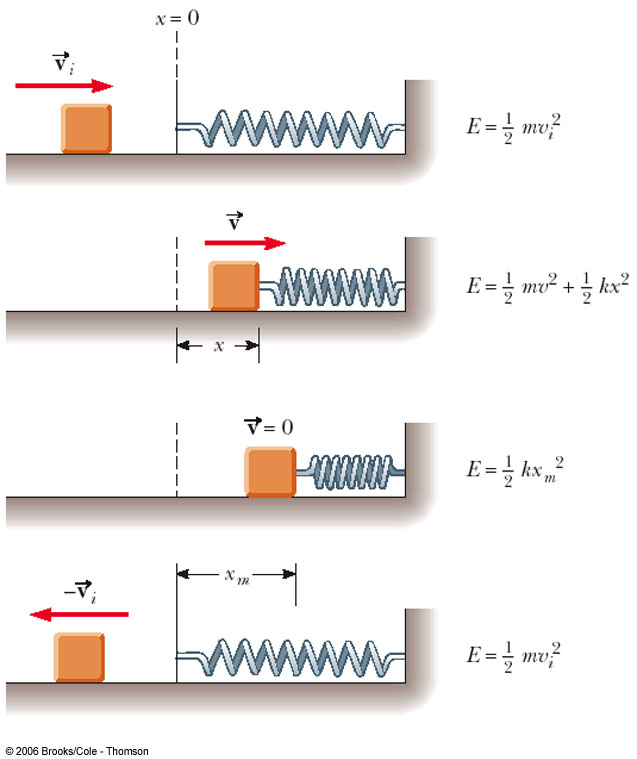 x = 0
v⃗ᵢ
E = ½ mvᵢ²
v⃗
E = ½ mv² + ½ kx²
x
v⃗ = 0
E = ½ kxₘ²
xₘ
−v⃗ᵢ
E = ½ mvᵢ²
© 2006 Brooks/Cole - Thomson